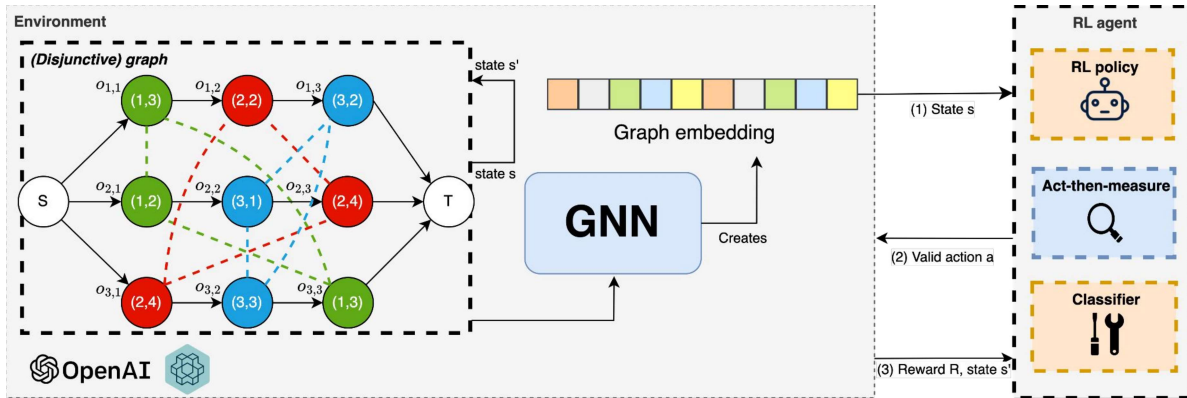 Environment
(Disjunctive) graph
o1,1
(1,3)
o1,2
(2,2)
o1,3
(3,2)
S
o2,1
(1,2)
o2,2
(3,1)
o2,3
(2,4)
T
o3,1
(2,4)
o3,2
(3,3)
o3,3
(1,3)
state s'
state s
Graph embedding
GNN
Creates
OpenAI
(1) State s
(2) Valid action a
(3) Reward R, state s'
RL agent
RL policy
Act-then-measure
Classifier